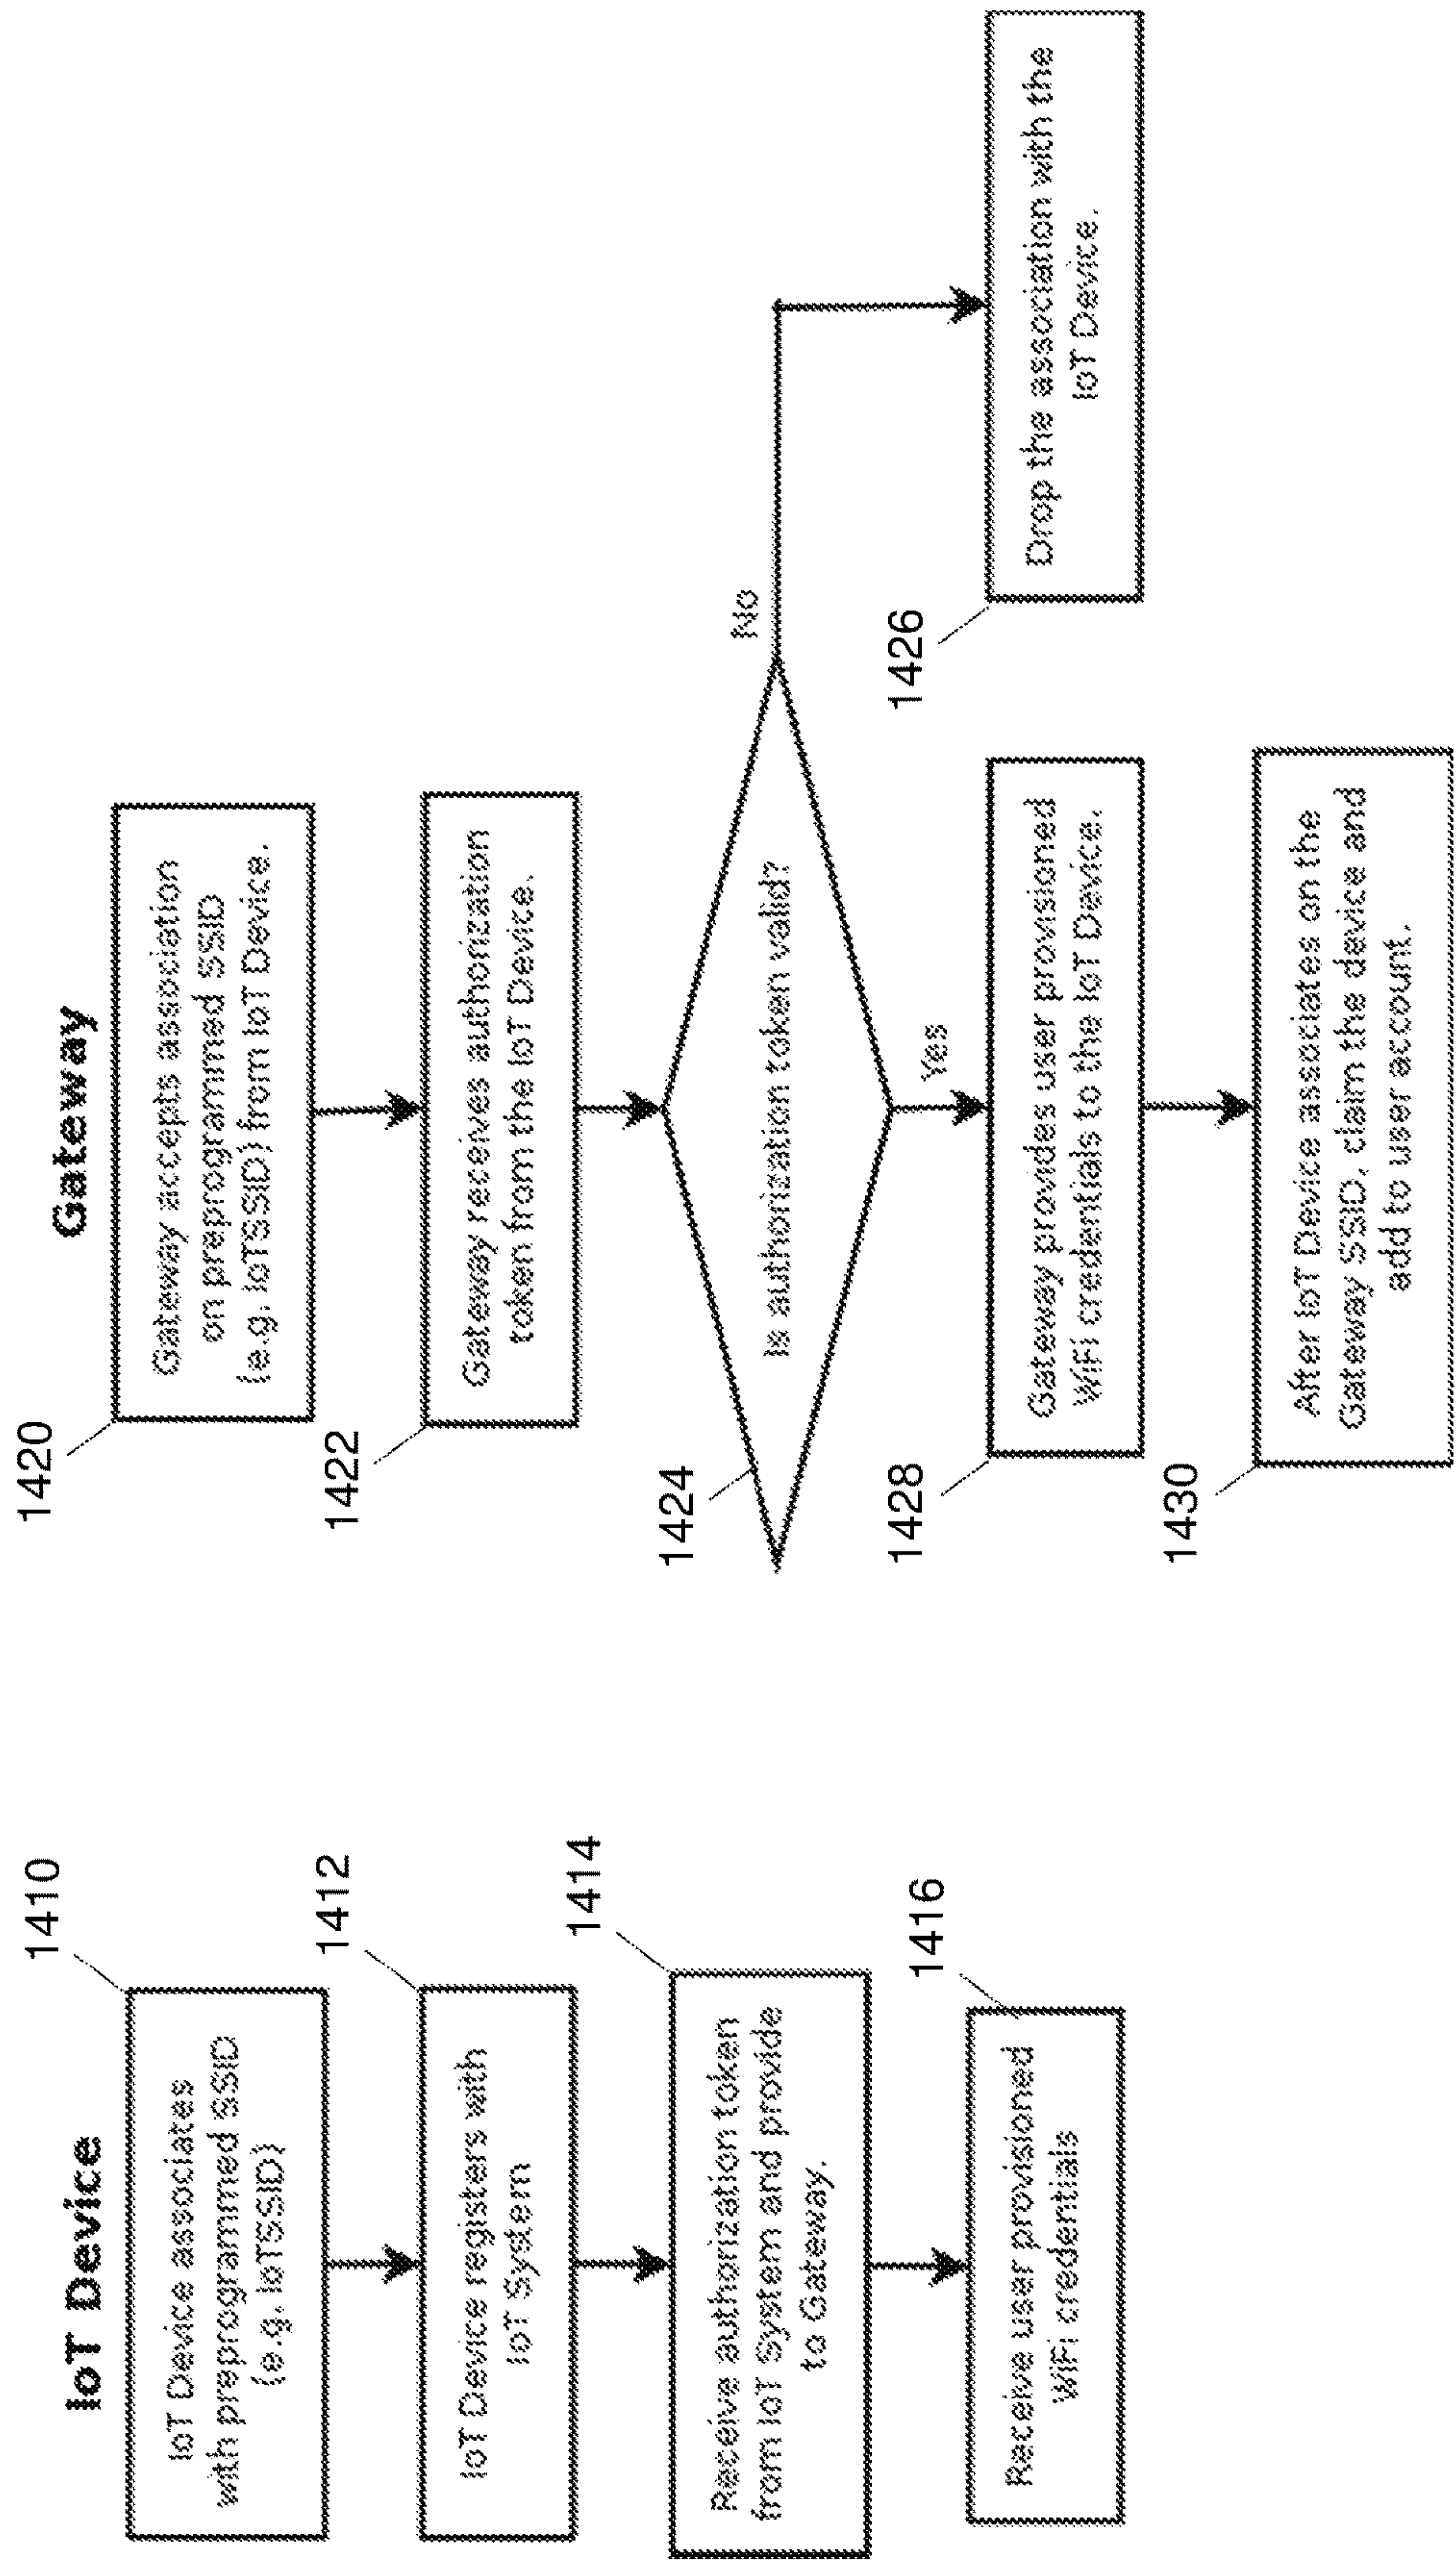 IoT Device
1410
IoT Device associates
with preprogrammed SSID
(e.g. IoTSSID)
1412
IoT Device registers with
IoT System
1414
Receive authorization token
from IoT System and provide
to Gateway.
1416
Receive user provisioned
WiFi credentials
Gateway
1420
Gateway accepts association
on preprogrammed SSID
(e.g. IoTSSID) from IoT Device.
1422
Gateway receives authorization
token from the IoT Device.
1424
Is authorization token valid?
No
Yes
1426
Drop the association with the
IoT Device.
1428
Gateway provides user provisioned
WiFi credentials to the IoT Device.
1430
After IoT Device associates on the
Gateway SSID, claim the device and
add to user account.